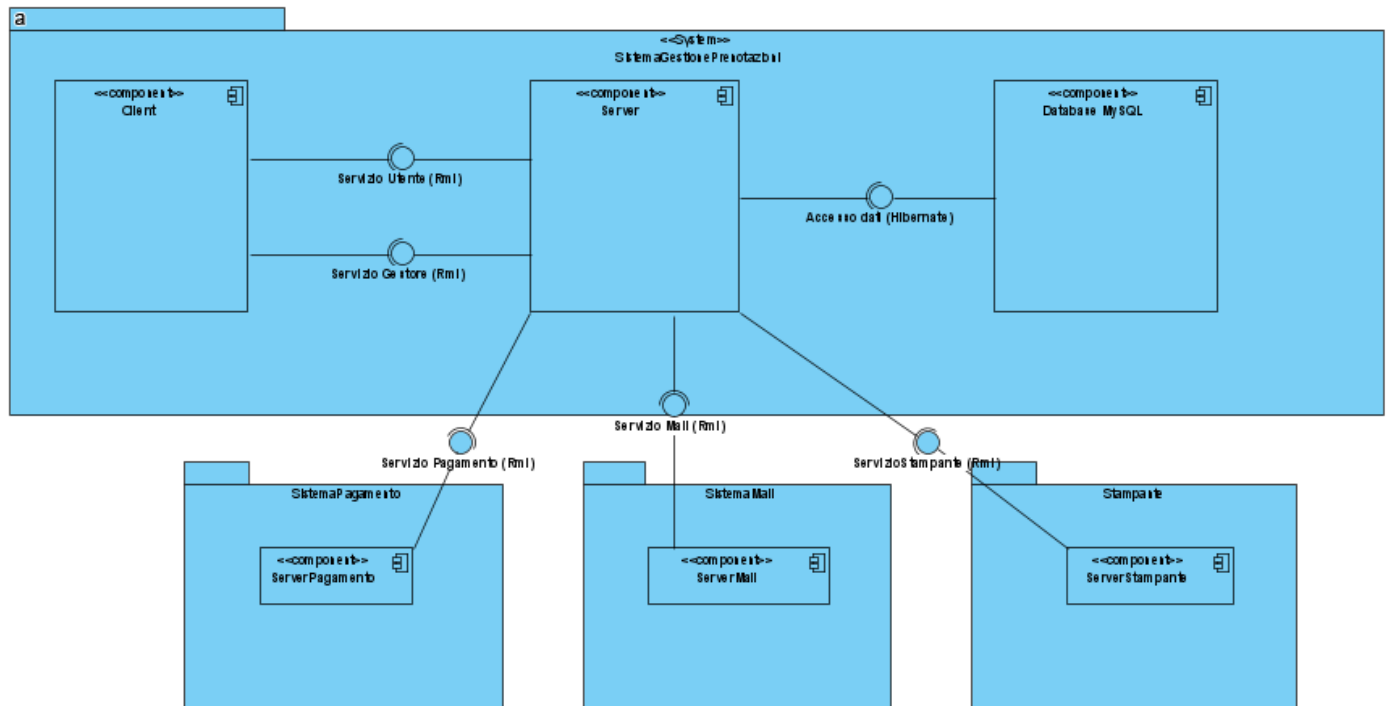 a
<<System>>
SistemaGestionePrenotazioni
<<component>>
Client
<<component>>
Server
<<component>>
Database MySQL
Servizio Utente (Rmi)
Accesso dati (Hibernate)
Servizio Gestore (Rmi)
Servizio Mail (Rmi)
Servizio Pagamento (Rmi)
ServizioStampante (Rmi)
SistemaPagamento
SistemaMail
Stampante
<<component>>
ServerPagamento
<<component>>
ServerMail
<<component>>
ServerStampante